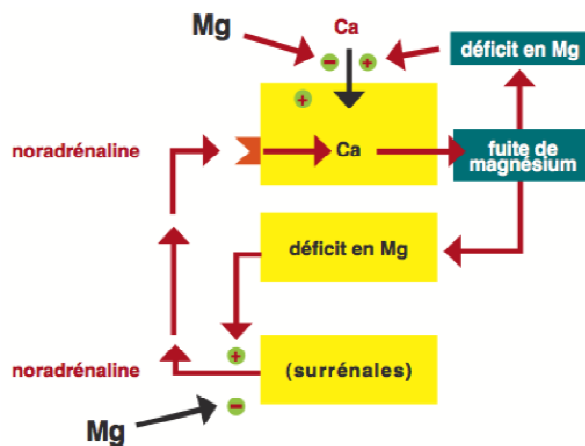 Mg
Ca
déficit en Mg
−
+
+
noradrénaline
Ca
fuite de
magnésium
déficit en Mg
+
noradrénaline
(surrénales)
−
Mg